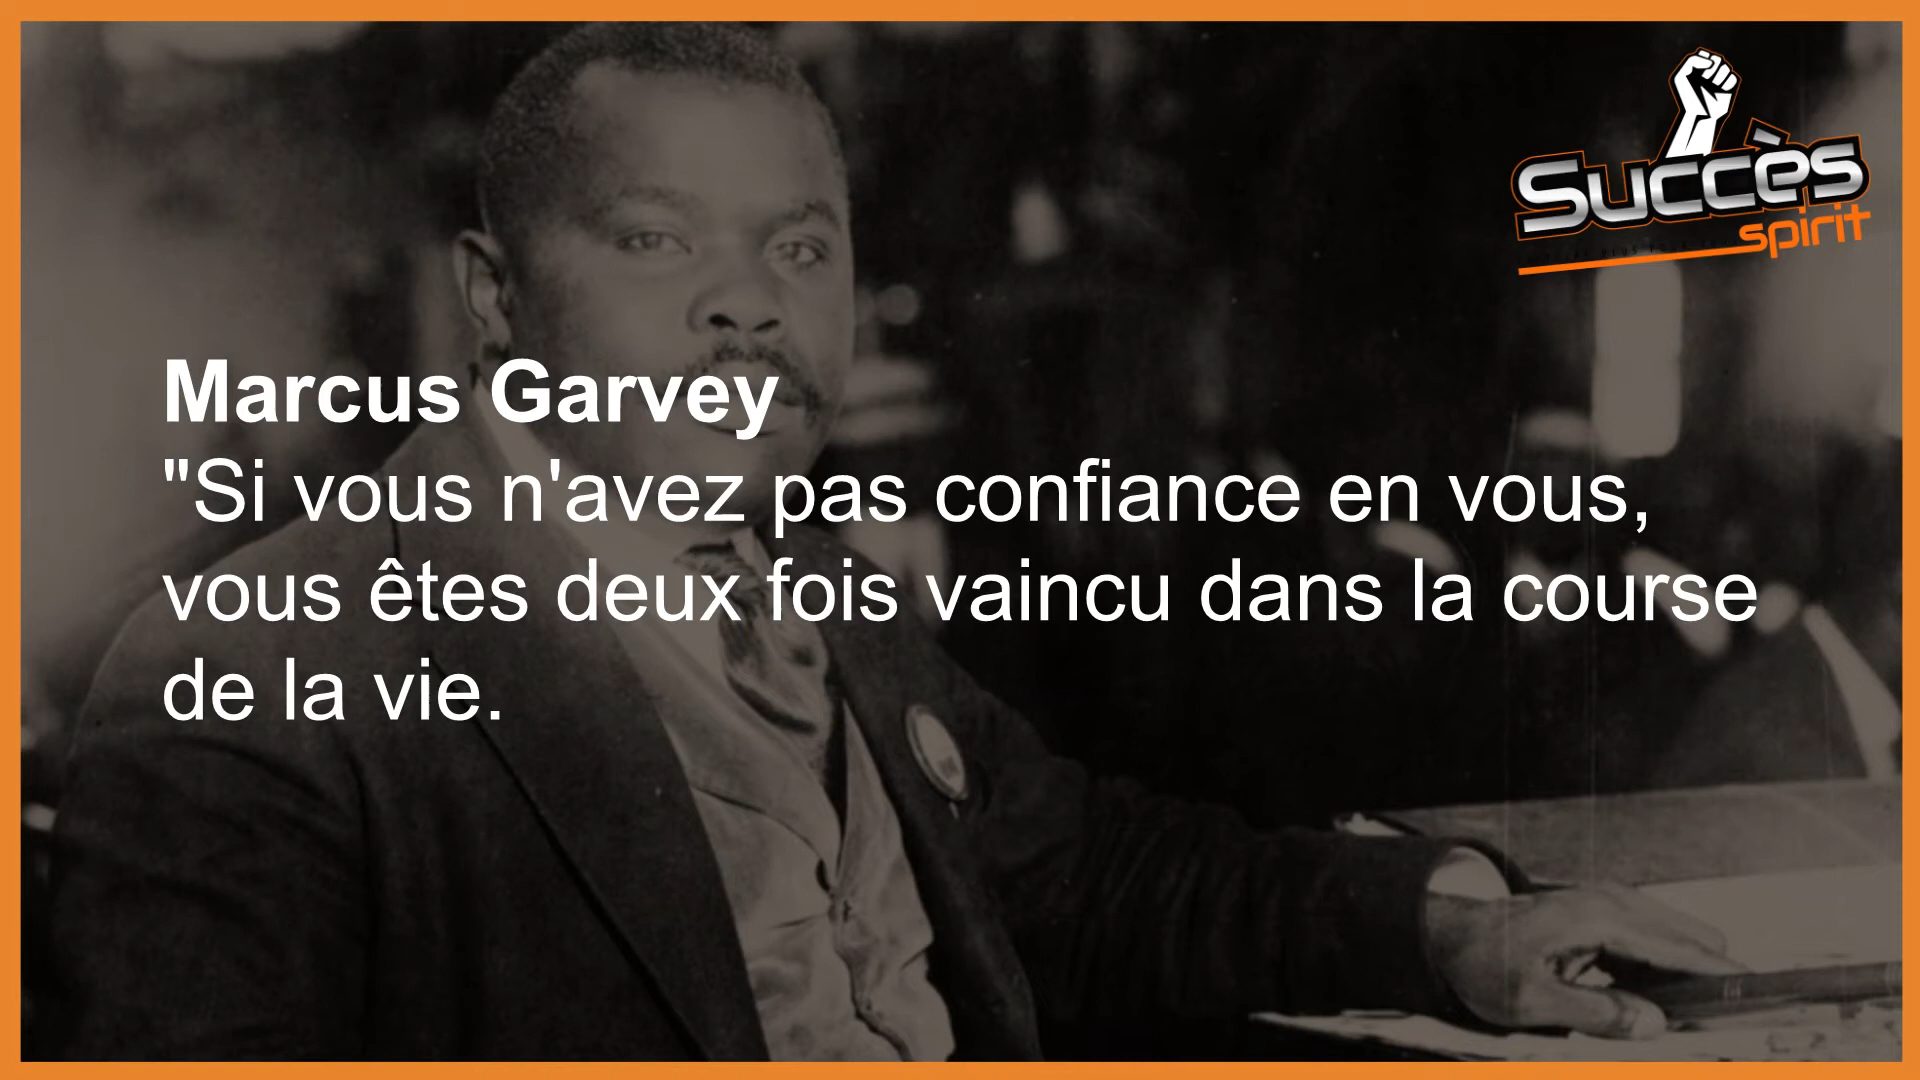 Succès
spirit
Marcus Garvey
"Si vous n'avez pas confiance en vous,
vous êtes deux fois vaincu dans la course
de la vie.